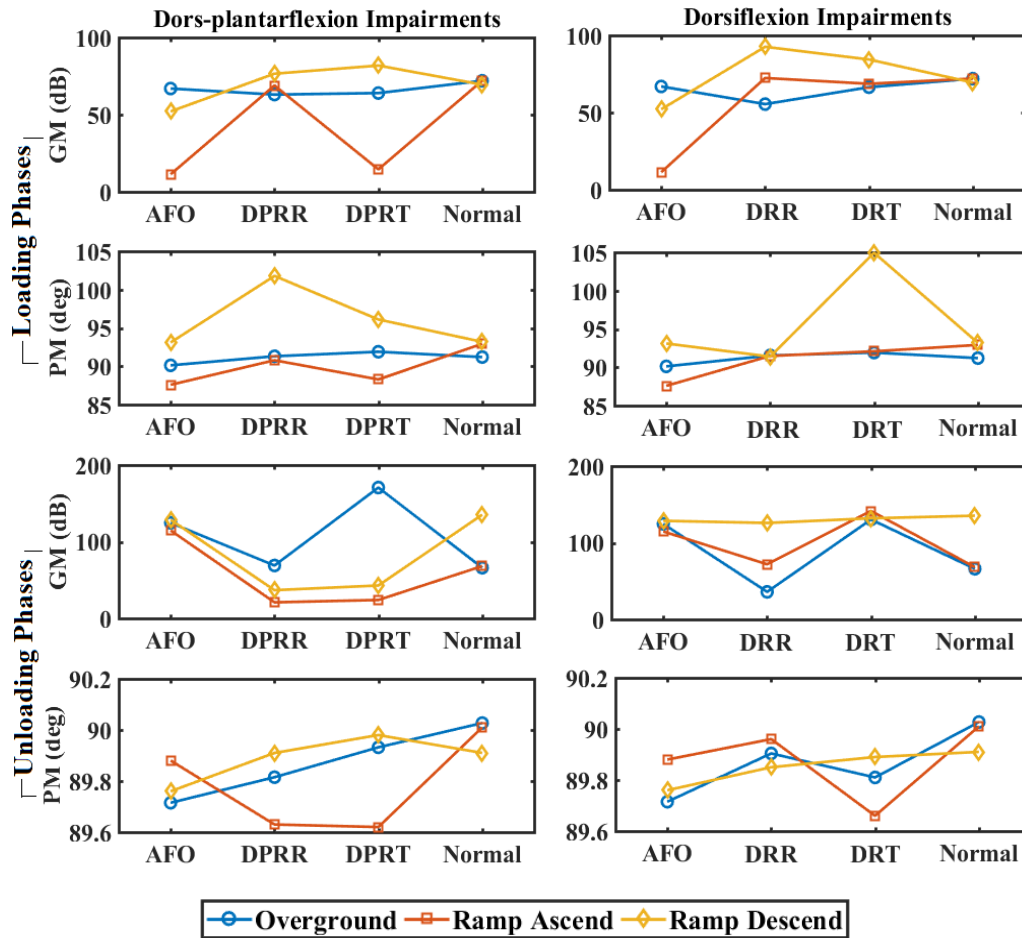 Dors-plantarflexion Impairments
Dorsiflexion Impairments
Loading Phases
Unloading Phases
GM (dB)
100
50
0
AFO DPRR DPRT Normal
100
50
0
AFO DRR DRT Normal
PM (deg)
105
100
95
90
85
AFO DPRR DPRT Normal
105
100
95
90
85
AFO DRR DRT Normal
GM (dB)
200
100
0
AFO DPRR DPRT Normal
200
100
0
AFO DRR DRT Normal
PM (deg)
90.2
90
89.8
89.6
AFO DPRR DPRT Normal
90.2
90
89.8
89.6
AFO DRR DRT Normal
Overground Ramp Ascend Ramp Descend